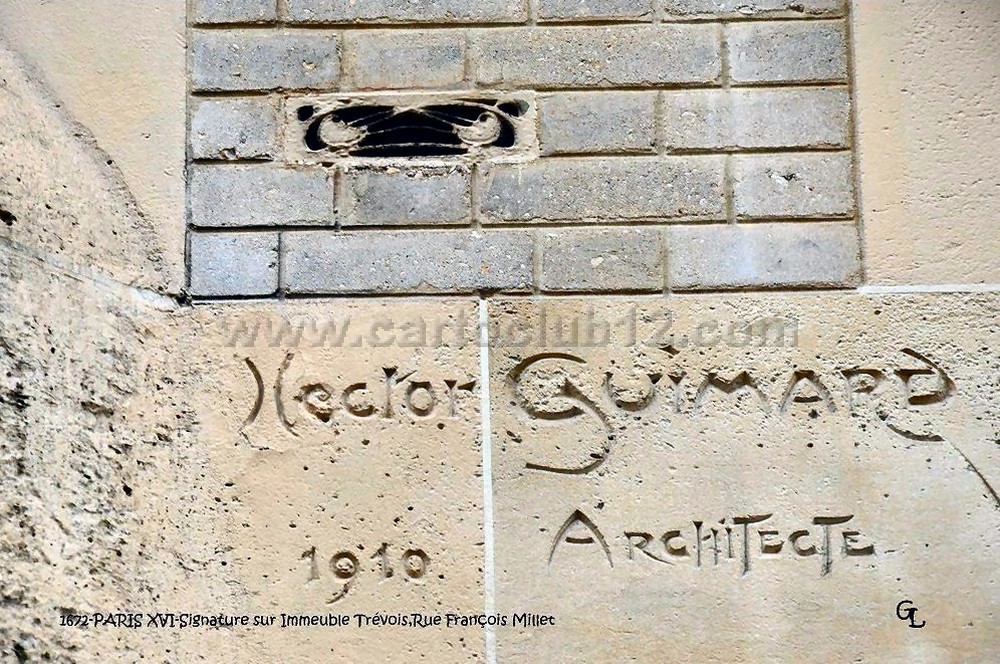 www.cartoclub12.com
Hector Guimard
1910 Architecte
1672-PARIS XVI-Signature sur Immeuble Trévois,Rue François Millet
GL